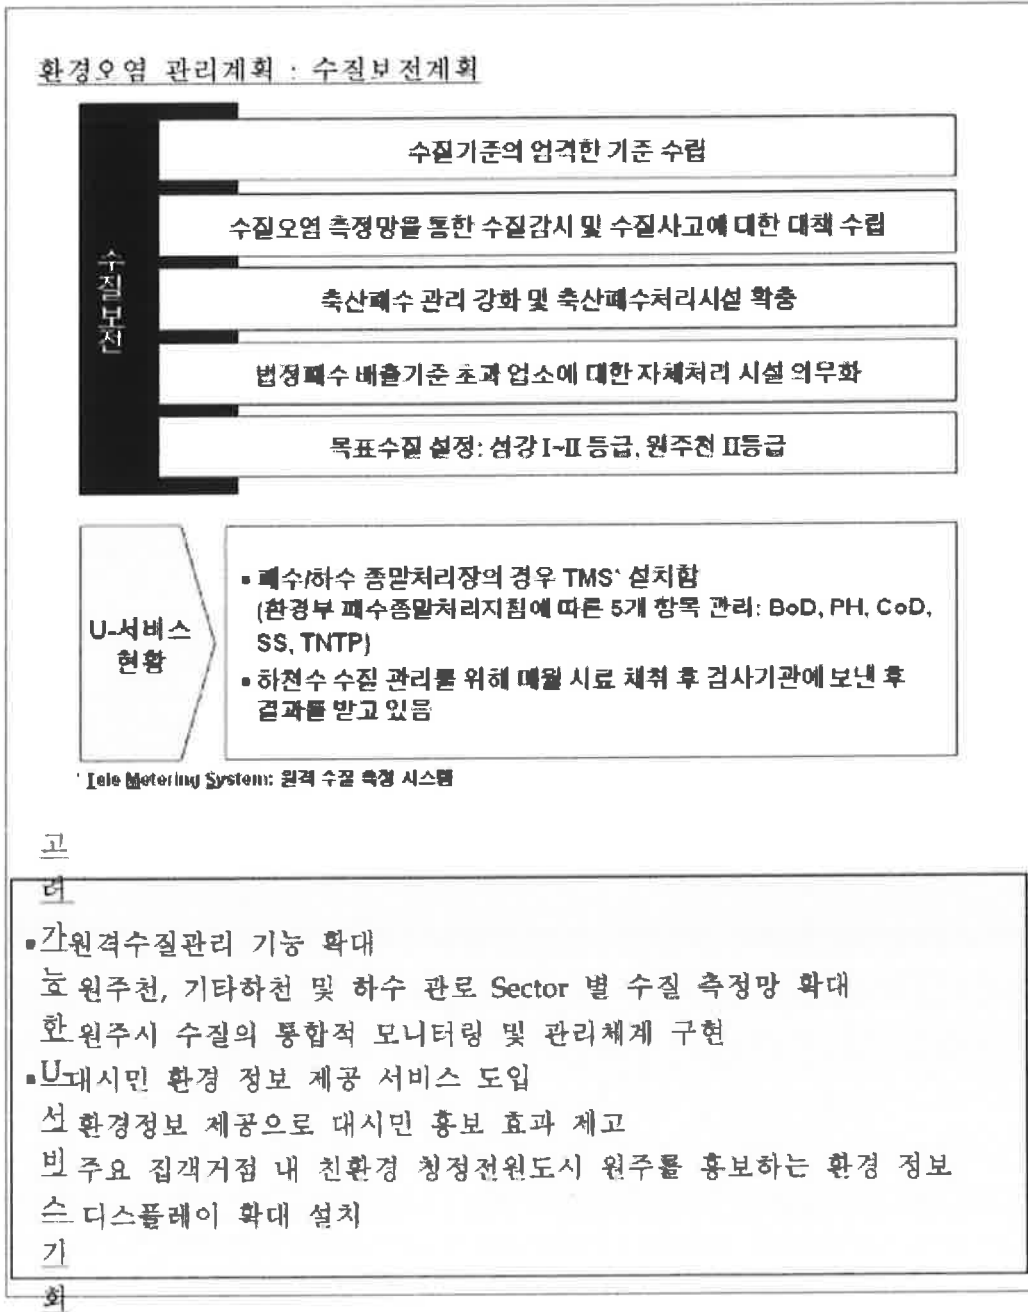 환경오염 관리계획 : 수질보전계획
수질보전
수질기준의 엄격한 기준 수립
수질오염 측정망을 통한 수질감시 및 수질사고에 대한 대책 수립
축산폐수 관리 강화 및 축산폐수처리시설 확충
법정폐수 배출기준 초과 업소에 대한 자체처리 시설 의무화
목표수질 설정: 섬강 I~II 등급, 원주천 II등급
U-서비스
현황
▪ 폐수/하수 종말처리장의 경우 TMS* 설치함
(환경부 폐수종말처리지침에 따른 5개 항목 관리: BoD, PH, CoD,
SS, TNTP)
▪ 하천수 수질 관리를 위해 매월 시료 채취 후 검사기관에 보낸 후
결과를 받고 있음
* Tele Metering System: 원격 수질 측정 시스템
고려가능한U서비스기회
▪원격수질관리 기능 확대
원주천, 기타하천 및 하수 관로 Sector 별 수질 측정망 확대
원주시 수질의 통합적 모니터링 및 관리체계 구현
▪대시민 환경 정보 제공 서비스 도입
환경정보 제공으로 대시민 홍보 효과 제고
주요 집객거점 내 친환경 청정전원도시 원주를 홍보하는 환경 정보
디스플레이 확대 설치